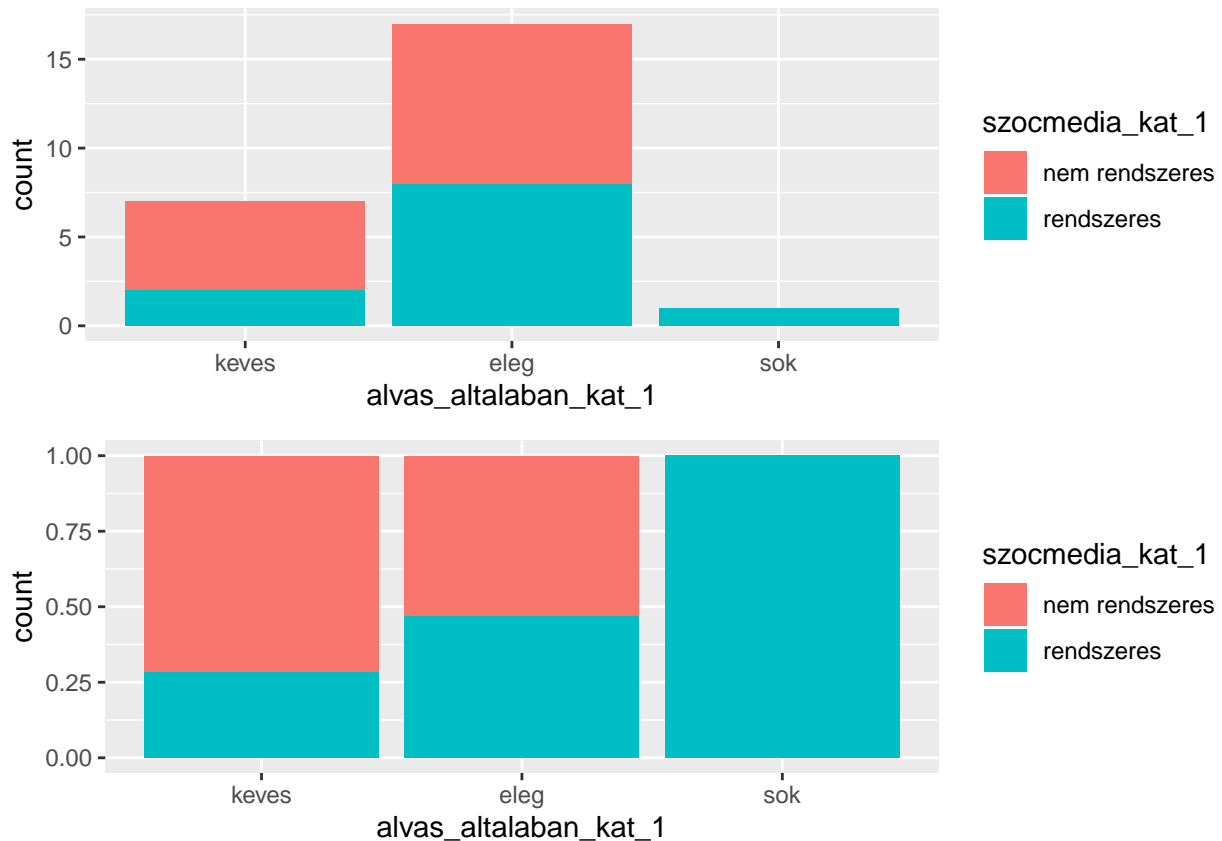 15
10
5
0
count
keves eleg sok
alvas_altalaban_kat_1
szocmedia_kat_1
nem rendszeres
rendszeres
1.00
0.75
0.50
0.25
0.00
count
keves eleg sok
alvas_altalaban_kat_1
szocmedia_kat_1
nem rendszeres
rendszeres